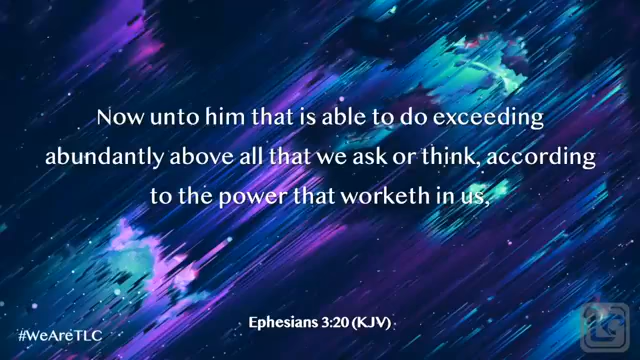 Now unto him that is able to do exceeding
abundantly above all that we ask or think, according
to the power that worketh in us,
Ephesians 3:20 (KJV)
#WeAreTLC